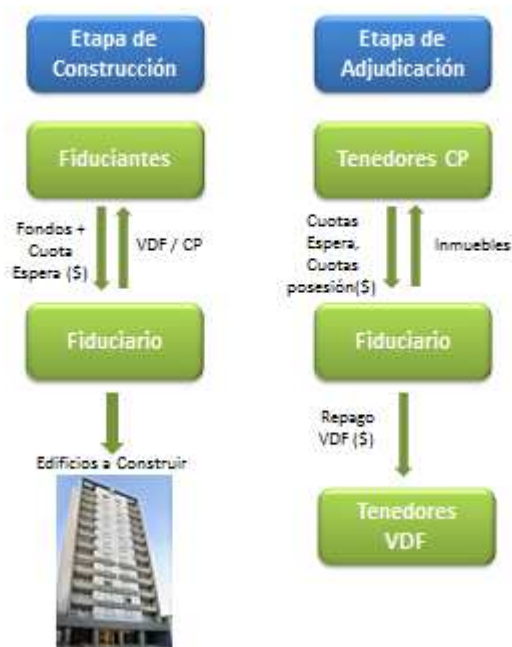 Etapa de
Construcción
Fiduciantes
Fondos +
Cuota
Espera ($)
VDF / CP
Fiduciario
Edificios a Construir
Etapa de
Adjudicación
Tenedores CP
Cuotas
Espera,
Cuotas
posesión($)
Inmuebles
Fiduciario
Repago
VDF ($)
Tenedores
VDF